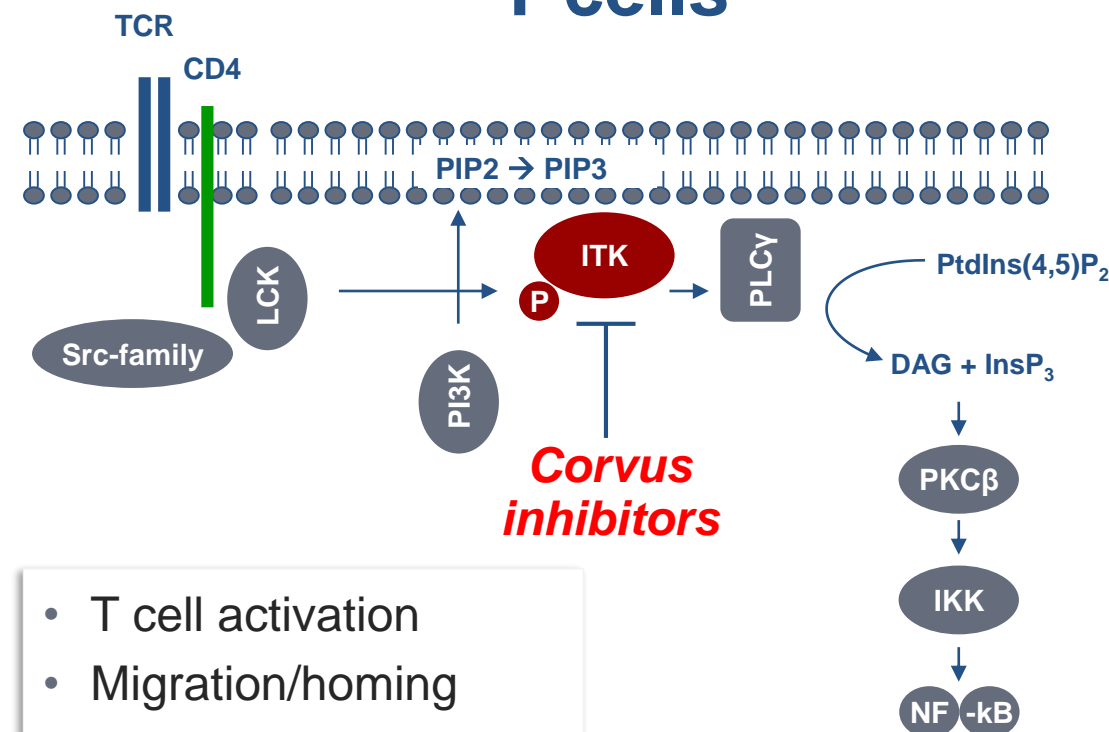 T cells
TCR
CD4
PIP2 → PIP3
ITK
P
PLCγ
LCK
Src-family
PI3K
PtdIns(4,5)P₂
DAG + InsP₃
Corvus
inhibitors
PKCβ
IKK
NF -kB
• T cell activation
• Migration/homing